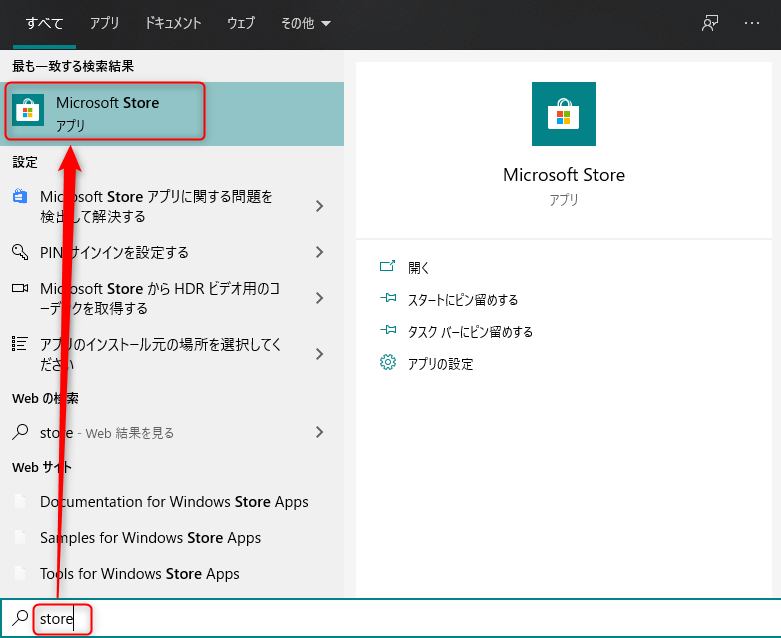 すべて アプリ ドキュメント ウェブ その他
最も一致する検索結果
Microsoft Store
アプリ
設定
Microsoft Store アプリに関する問題を
検出して解決する
PIN サインインを設定する
Microsoft Store から HDR ビデオ用のコ
ーデックを取得する
アプリのインストール元の場所を選択してく
ださい
Web の検索
store - Web 結果を見る
Web サイト
Documentation for Windows Store Apps
Samples for Windows Store Apps
Tools for Windows Store Apps
store
Microsoft Store
アプリ
開く
スタートにピン留めする
タスク バーにピン留めする
アプリの設定